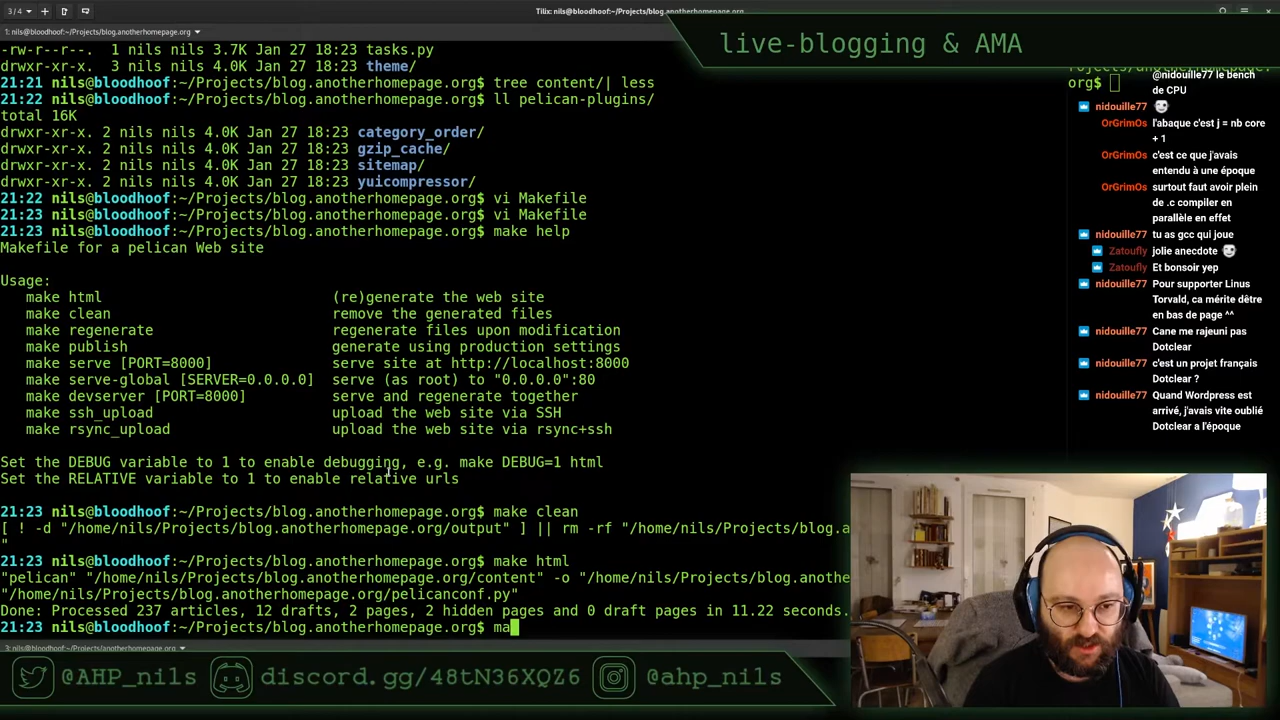 3/4
Tilix: nils@bloodhoof:~/Projects/blog.anotherhomepage.org
1: nils@bloodhoof:~/Projects/blog.anotherhomepage.org
live-blogging & AMA
-rw-r--r--. 1 nils nils 3.7K Jan 27 18:23 tasks.py
drwxr-xr-x. 3 nils nils 4.0K Jan 27 18:23 theme/
21:21 nils@bloodhoof:~/Projects/blog.anotherhomepage.org$ tree content/| less
21:22 nils@bloodhoof:~/Projects/blog.anotherhomepage.org$ ll pelican-plugins/
total 16K
drwxr-xr-x. 2 nils nils 4.0K Jan 27 18:23 category_order/
drwxr-xr-x. 2 nils nils 4.0K Jan 27 18:23 gzip_cache/
drwxr-xr-x. 2 nils nils 4.0K Jan 27 18:23 sitemap/
drwxr-xr-x. 2 nils nils 4.0K Jan 27 18:23 yuicompressor/
21:22 nils@bloodhoof:~/Projects/blog.anotherhomepage.org$ vi Makefile
21:23 nils@bloodhoof:~/Projects/blog.anotherhomepage.org$ vi Makefile
21:23 nils@bloodhoof:~/Projects/blog.anotherhomepage.org$ make help
Makefile for a pelican Web site
Usage:
make html (re)generate the web site
make clean remove the generated files
make regenerate regenerate files upon modification
make publish generate using production settings
make serve [PORT=8000] serve site at http://localhost:8000
make serve-global [SERVER=0.0.0.0] serve (as root) to "0.0.0.0":80
make devserver [PORT=8000] serve and regenerate together
make ssh_upload upload the web site via SSH
make rsync_upload upload the web site via rsync+ssh
Set the DEBUG variable to 1 to enable debugging, e.g. make DEBUG=1 html
Set the RELATIVE variable to 1 to enable relative urls
21:23 nils@bloodhoof:~/Projects/blog.anotherhomepage.org$ make clean
[ ! -d "/home/nils/Projects/blog.anotherhomepage.org/output" ] || rm -rf "/home/nils/Projects/blog.a
"
21:23 nils@bloodhoof:~/Projects/blog.anotherhomepage.org$ make html
"pelican" "/home/nils/Projects/blog.anotherhomepage.org/content" -o "/home/nils/Projects/blog.anothe
"/home/nils/Projects/blog.anotherhomepage.org/pelicanconf.py"
Done: Processed 237 articles, 12 drafts, 2 pages, 2 hidden pages and 0 draft pages in 11.22 seconds.
21:23 nils@bloodhoof:~/Projects/blog.anotherhomepage.org$ ma
3: nils@bloodhoof:~/Projects/anotherhomepage.org
org$
@nidouille77 le bench
de CPU
nidouille77
OrGrimOs l'abaque c'est j = nb core
+ 1
OrGrimOs c'est ce que j'avais
entendu à une époque
OrGrimOs surtout faut avoir plein
de .c compiler en
parallèle en effet
nidouille77 tu as gcc qui joue
Zatoufly jolie anecdote
Zatoufly Et bonsoir yep
nidouille77 Pour supporter Linus
Torvald, ca mérite dêtre
en bas de page ^^
nidouille77 Cane me rajeuni pas
Dotclear
nidouille77 c'est un projet français
Dotclear ?
nidouille77 Quand Wordpress est
arrivé, j'avais vite oublié
Dotclear a l'époque
@AHP_nils discord.gg/48tN36XQZ6 @ahp_nils